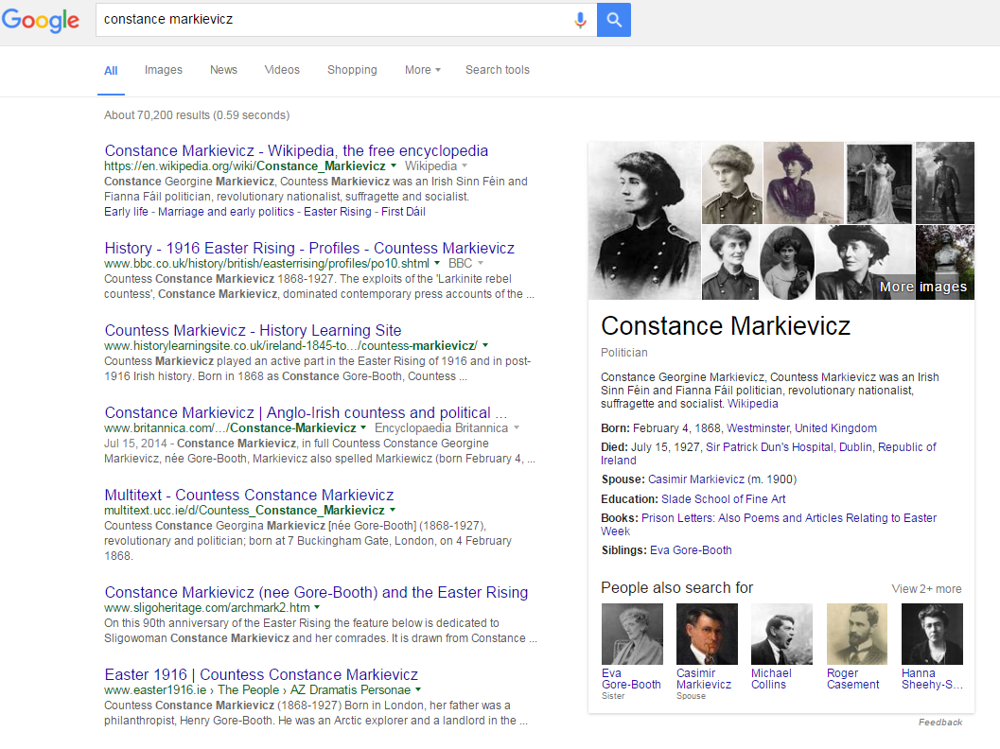 Google
constance markievicz
All Images News Videos Shopping More Search tools
About 70,200 results (0.59 seconds)
Constance Markievicz - Wikipedia, the free encyclopedia
https://en.wikipedia.org/wiki/Constance_Markievicz Wikipedia
Constance Georgine Markievicz, Countess Markievicz was an Irish Sinn Féin and
Fianna Fáil politician, revolutionary nationalist, suffragette and socialist.
Early life - Marriage and early politics - Easter Rising - First Dáil
History - 1916 Easter Rising - Profiles - Countess Markievicz
www.bbc.co.uk/history/british/easterrising/profiles/po10.shtml BBC
Countess Constance Markievicz 1868-1927. The exploits of the 'Larkinite rebel
countess', Constance Markievicz, dominated contemporary press accounts of the ...
Countess Markievicz - History Learning Site
www.historylearningsite.co.uk/ireland-1845-to.../countess-markievicz/
Countess Markievicz played an active part in the Easter Rising of 1916 and in post-
1916 Irish history. Born in 1868 as Constance Gore-Booth, Countess ...
Constance Markievicz | Anglo-Irish countess and political ...
www.britannica.com/.../Constance-Markievicz Encyclopaedia Britannica
Jul 15, 2014 - Constance Markievicz, in full Countess Constance Georgine
Markievicz, née Gore-Booth, Markievicz also spelled Markiewicz (born February 4, ...
Multitext - Countess Constance Markievicz
multitext.ucc.ie/d/Countess_Constance_Markievicz
Countess Constance Georgina Markievicz [née Gore-Booth] (1868-1927),
revolutionary and politician; born at 7 Buckingham Gate, London, on 4 February
1868.
Constance Markievicz (nee Gore-Booth) and the Easter Rising
www.sligoheritage.com/archmark2.htm
On this 90th anniversary of the Easter Rising the feature below is dedicated to
Sligowoman Constance Markievicz and her comrades. It is drawn from Constance ...
Easter 1916 | Countess Constance Markievicz
www.easter1916.ie › The People › AZ Dramatis Personae
Countess Constance Markievicz (1868-1927) Born in London, her father was a
philanthropist, Henry Gore-Booth. He was an Arctic explorer and a landlord in the ...
More images
Constance Markievicz
Politician
Constance Georgine Markievicz, Countess Markievicz was an Irish
Sinn Féin and Fianna Fáil politician, revolutionary nationalist,
suffragette and socialist. Wikipedia
Born: February 4, 1868, Westminster, United Kingdom
Died: July 15, 1927, Sir Patrick Dun's Hospital, Dublin, Republic of
Ireland
Spouse: Casimir Markievicz (m. 1900)
Education: Slade School of Fine Art
Books: Prison Letters: Also Poems and Articles Relating to Easter
Week
Siblings: Eva Gore-Booth
People also search for View 2+ more
Eva Casimir Michael Roger Hanna
Gore-Booth Markievicz Collins Casement Sheehy-S...
Sister Spouse
Feedback